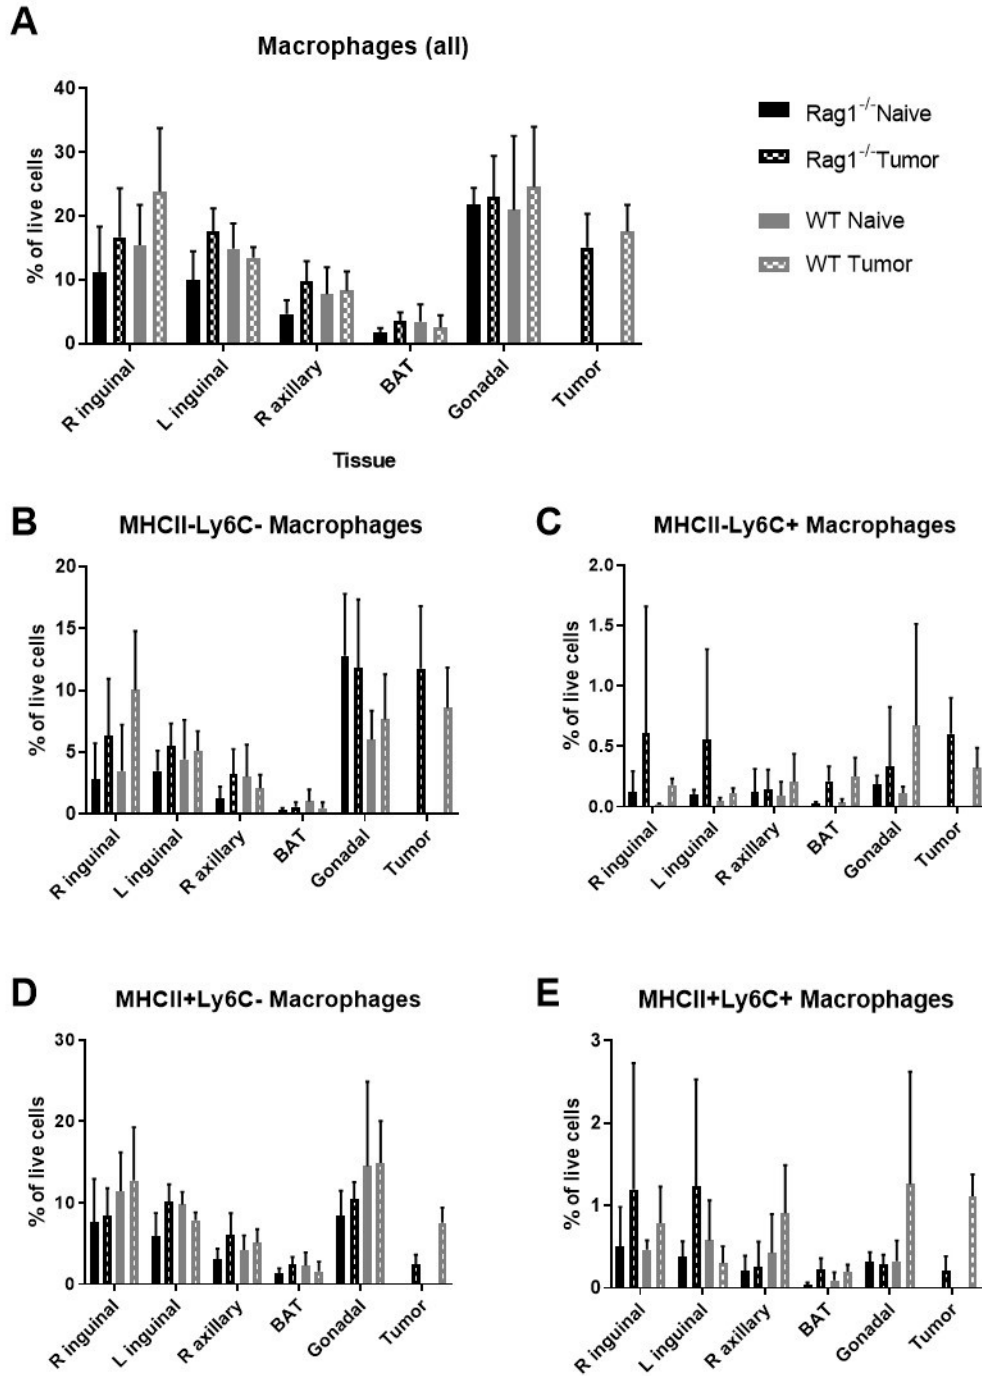 A
Macrophages (all)
% of live cells
40
30
20
10
0
R inguinal
L inguinal
R axillary
BAT
Gonadal
Tumor
Tissue
Rag1-/-Naive
Rag1-/-Tumor
WT Naive
WT Tumor
B
MHCII-Ly6C- Macrophages
% of live cells
20
15
10
5
0
R inguinal
L inguinal
R axillary
BAT
Gonadal
Tumor
C
MHCII-Ly6C+ Macrophages
% of live cells
2.0
1.5
1.0
0.5
0.0
R inguinal
L inguinal
R axillary
BAT
Gonadal
Tumor
D
MHCII+Ly6C- Macrophages
% of live cells
30
20
10
0
R inguinal
L inguinal
R axillary
BAT
Gonadal
Tumor
E
MHCII+Ly6C+ Macrophages
% of live cells
3
2
1
0
R inguinal
L inguinal
R axillary
BAT
Gonadal
Tumor